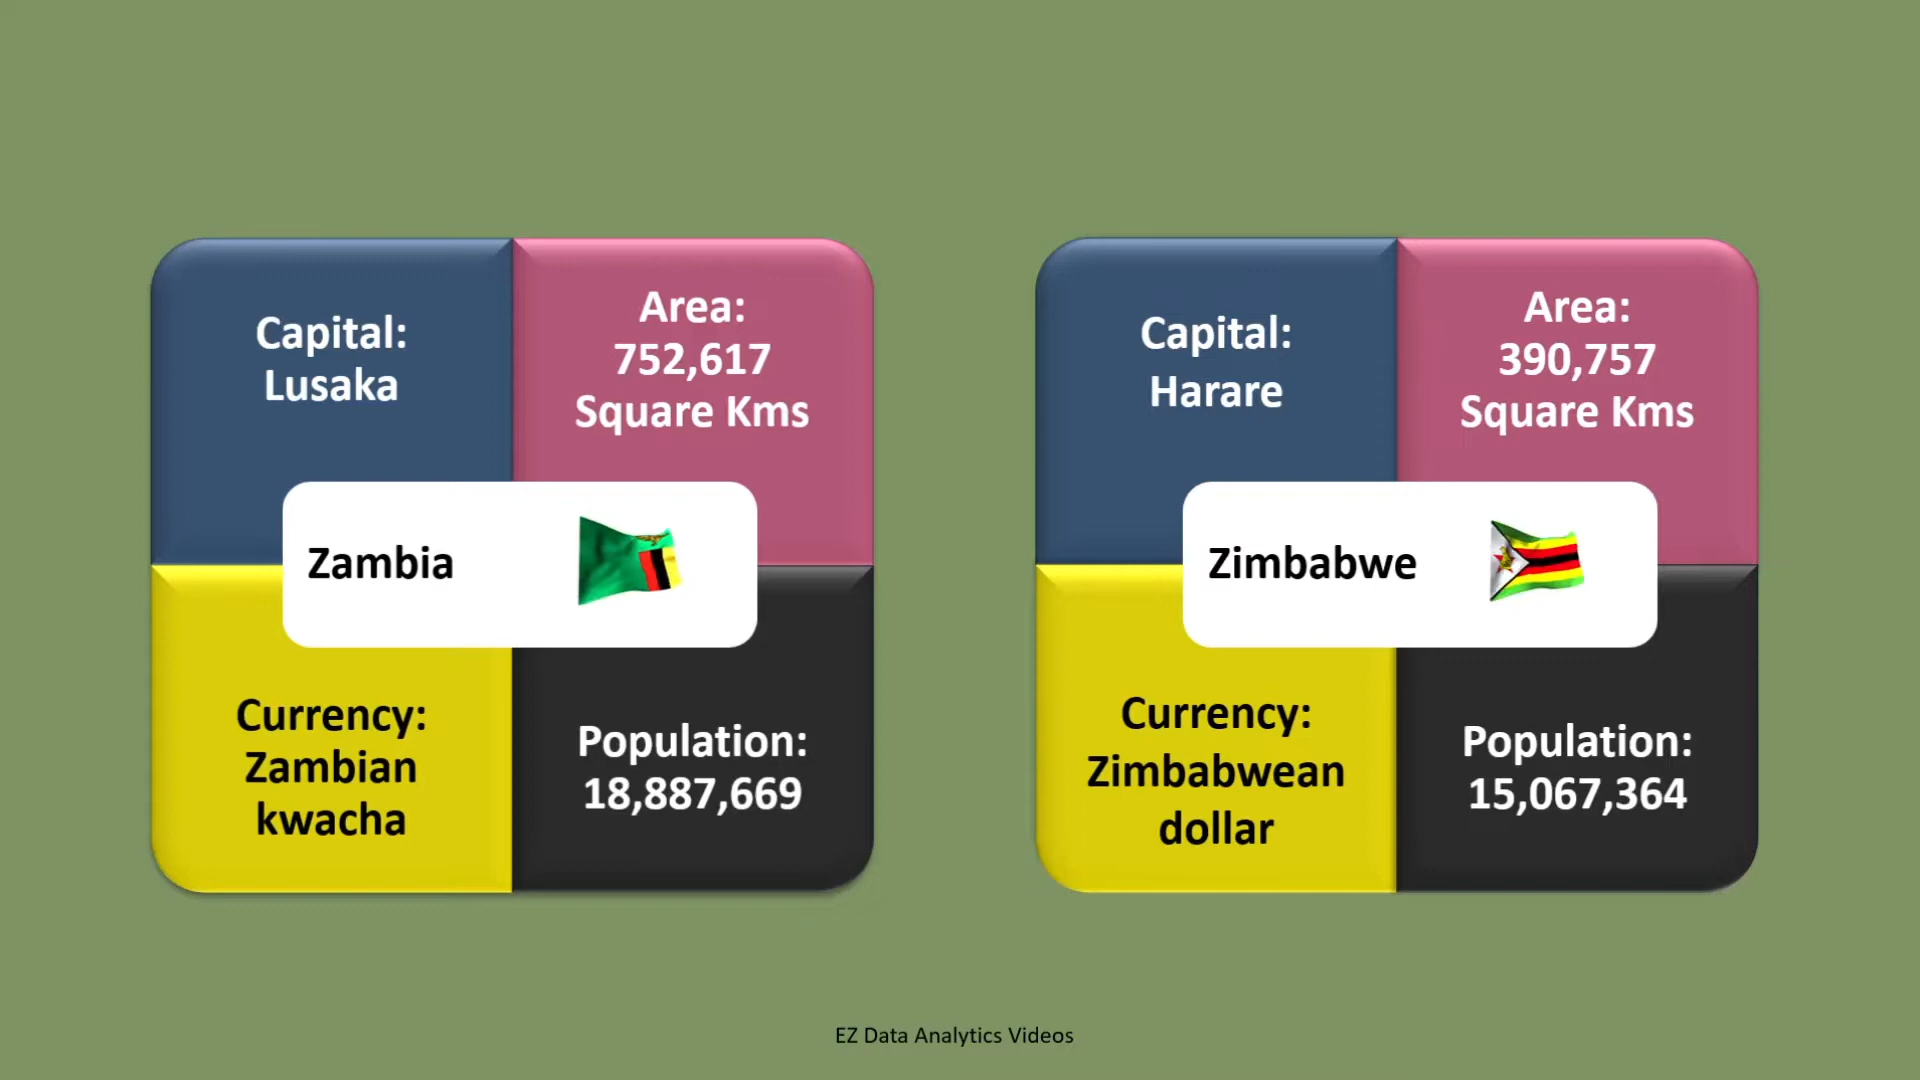 Capital:
Lusaka
Area:
752,617
Square Kms
Zambia
Currency:
Zambian
kwacha
Population:
18,887,669
Capital:
Harare
Area:
390,757
Square Kms
Zimbabwe
Currency:
Zimbabwean
dollar
Population:
15,067,364
EZ Data Analytics Videos